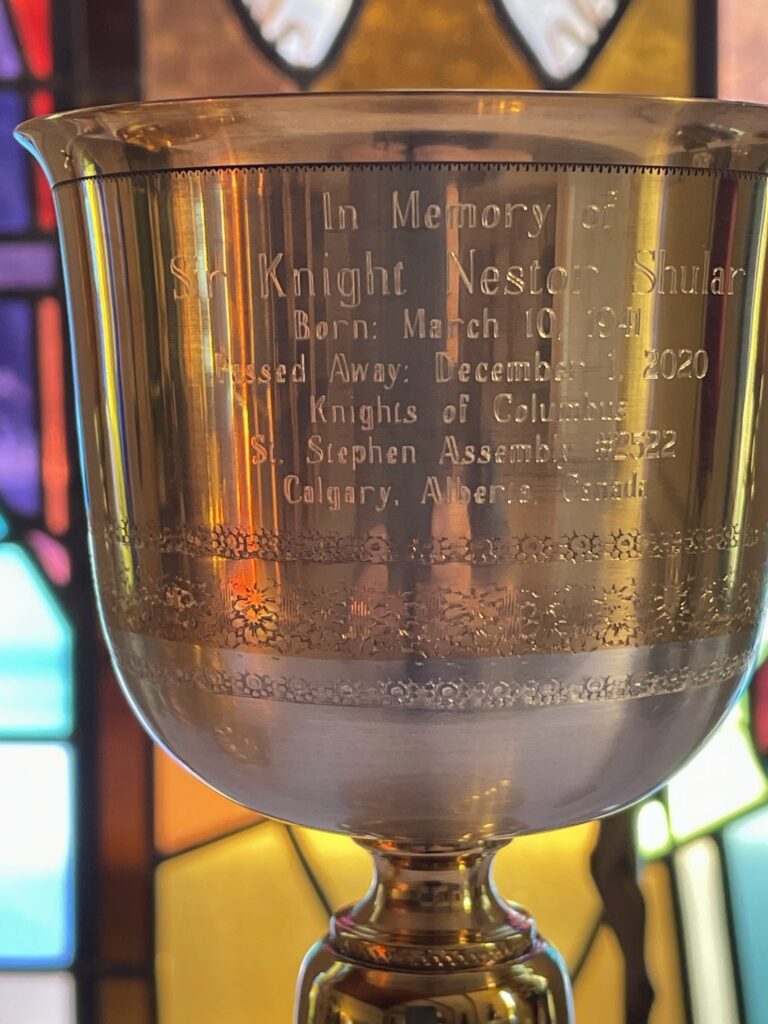 In Memory of
Sir Knight Nestor Shular
Born: March 10, 1941
Passed Away: December 1, 2020
Knights of Columbus
St. Stephen Assembly #2522
Calgary, Alberta, Canada